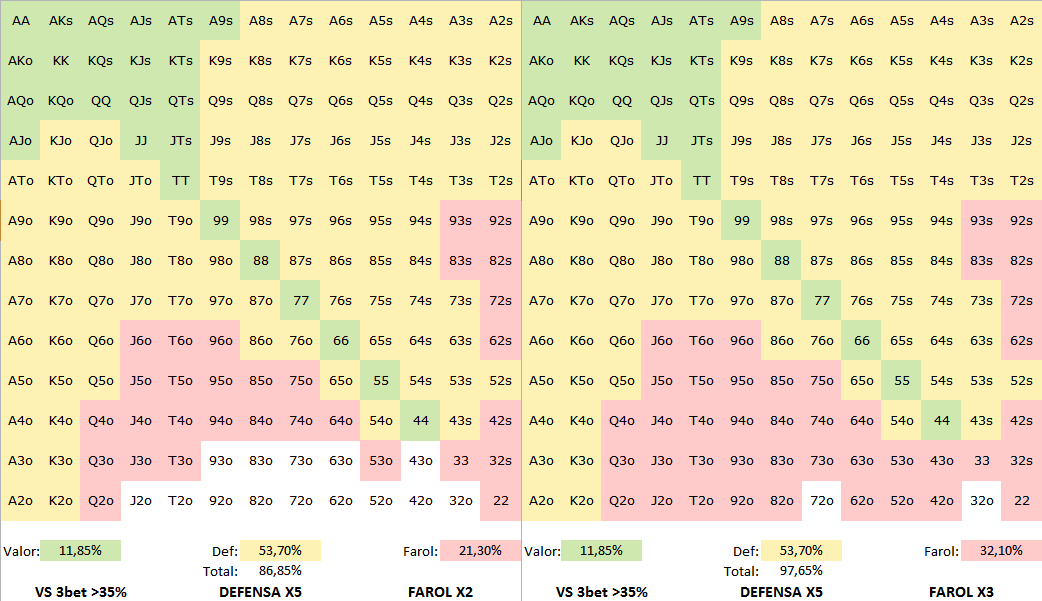 AA AKs AQs AJs ATs A9s A8s A7s A6s A5s A4s A3s A2s AA AKs AQs AJs ATs A9s A8s A7s A6s A5s A4s A3s A2s
AKo KK KQs KJs KTs K9s K8s K7s K6s K5s K4s K3s K2s AKo KK KQs KJs KTs K9s K8s K7s K6s K5s K4s K3s K2s
AQo KQo QQ QJs QTs Q9s Q8s Q7s Q6s Q5s Q4s Q3s Q2s AQo KQo QQ QJs QTs Q9s Q8s Q7s Q6s Q5s Q4s Q3s Q2s
AJo KJo QJo JJ JTs J9s J8s J7s J6s J5s J4s J3s J2s AJo KJo QJo JJ JTs J9s J8s J7s J6s J5s J4s J3s J2s
ATo KTo QTo JTo TT T9s T8s T7s T6s T5s T4s T3s T2s ATo KTo QTo JTo TT T9s T8s T7s T6s T5s T4s T3s T2s
A9o K9o Q9o J9o T9o 99 98s 97s 96s 95s 94s 93s 92s A9o K9o Q9o J9o T9o 99 98s 97s 96s 95s 94s 93s 92s
A8o K8o Q8o J8o T8o 98o 88 87s 86s 85s 84s 83s 82s A8o K8o Q8o J8o T8o 98o 88 87s 86s 85s 84s 83s 82s
A7o K7o Q7o J7o T7o 97o 87o 77 76s 75s 74s 73s 72s A7o K7o Q7o J7o T7o 97o 87o 77 76s 75s 74s 73s 72s
A6o K6o Q6o J6o T6o 96o 86o 76o 66 65s 64s 63s 62s A6o K6o Q6o J6o T6o 96o 86o 76o 66 65s 64s 63s 62s
A5o K5o Q5o J5o T5o 95o 85o 75o 65o 55 54s 53s 52s A5o K5o Q5o J5o T5o 95o 85o 75o 65o 55 54s 53s 52s
A4o K4o Q4o J4o T4o 94o 84o 74o 64o 54o 44 43s 42s A4o K4o Q4o J4o T4o 94o 84o 74o 64o 54o 44 43s 42s
A3o K3o Q3o J3o T3o 93o 83o 73o 63o 53o 43o 33 32s A3o K3o Q3o J3o T3o 93o 83o 73o 63o 53o 43o 33 32s
A2o K2o Q2o J2o T2o 92o 82o 72o 62o 52o 42o 32o 22 A2o K2o Q2o J2o T2o 92o 82o 72o 62o 52o 42o 32o 22
Valor: 11,85% Def: 53,70% Farol: 21,30% Valor: 11,85% Def: 53,70% Farol: 32,10%
Total: 86,85% Total: 97,65%
VS 3bet >35% DEFENSA X5 FAROL X2 VS 3bet >35% DEFENSA X5 FAROL X3